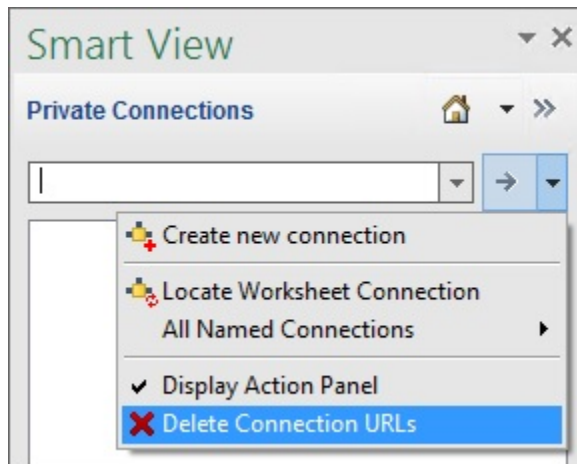 Smart View
Private Connections
Create new connection
Locate Worksheet Connection
All Named Connections
Display Action Panel
Delete Connection URLs